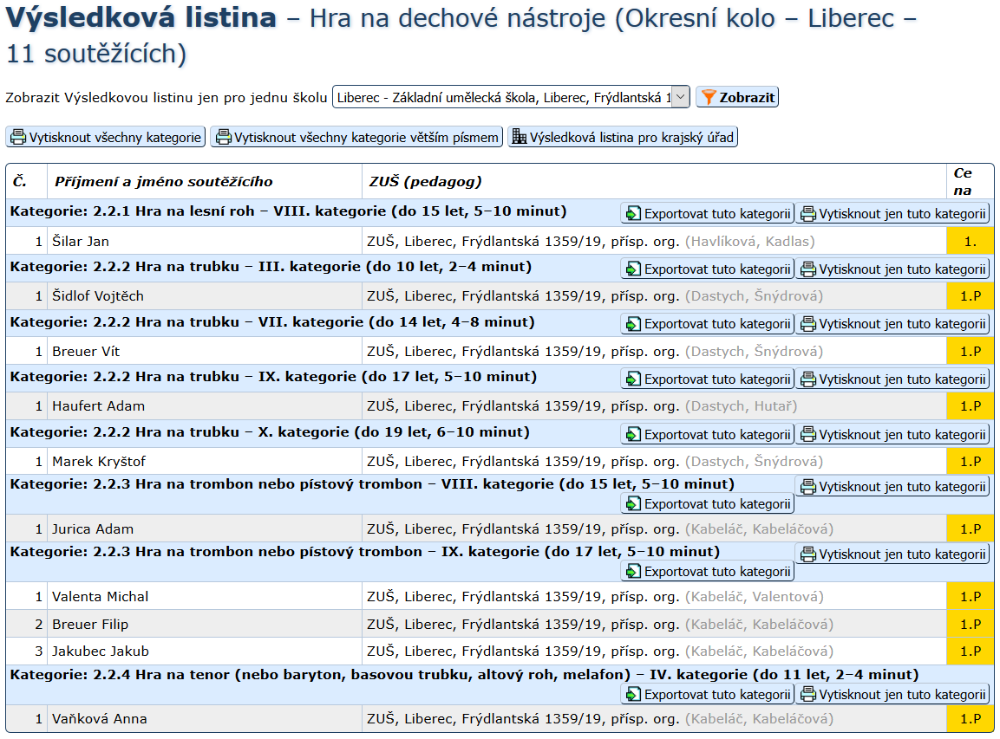 Výsledková listina – Hra na dechové nástroje (Okresní kolo – Liberec –
11 soutěžících)
Zobrazit Výsledkovou listinu jen pro jednu školu Liberec - Základní umělecká škola, Liberec, Frýdlantská 1 Zobrazit
Vytisknout všechny kategorie Vytisknout všechny kategorie větším písmem Výsledková listina pro krajský úřad
Č. Příjmení a jméno soutěžícího ZUŠ (pedagog) Ce
na
Kategorie: 2.2.1 Hra na lesní roh – VIII. kategorie (do 15 let, 5–10 minut) Exportovat tuto kategorii Vytisknout jen tuto kategorii
1 Šilar Jan ZUŠ, Liberec, Frýdlantská 1359/19, přísp. org. (Havlíková, Kadlas) 1.
Kategorie: 2.2.2 Hra na trubku – III. kategorie (do 10 let, 2–4 minut) Exportovat tuto kategorii Vytisknout jen tuto kategorii
1 Šidlof Vojtěch ZUŠ, Liberec, Frýdlantská 1359/19, přísp. org. (Dastych, Šnýdrová) 1.P
Kategorie: 2.2.2 Hra na trubku – VII. kategorie (do 14 let, 4–8 minut) Exportovat tuto kategorii Vytisknout jen tuto kategorii
1 Breuer Vít ZUŠ, Liberec, Frýdlantská 1359/19, přísp. org. (Dastych, Šnýdrová) 1.P
Kategorie: 2.2.2 Hra na trubku – IX. kategorie (do 17 let, 5–10 minut) Exportovat tuto kategorii Vytisknout jen tuto kategorii
1 Haufert Adam ZUŠ, Liberec, Frýdlantská 1359/19, přísp. org. (Dastych, Hutař) 1.P
Kategorie: 2.2.2 Hra na trubku – X. kategorie (do 19 let, 6–10 minut) Exportovat tuto kategorii Vytisknout jen tuto kategorii
1 Marek Kryštof ZUŠ, Liberec, Frýdlantská 1359/19, přísp. org. (Dastych, Šnýdrová) 1.P
Kategorie: 2.2.3 Hra na trombon nebo pístový trombon – VIII. kategorie (do 15 let, 5–10 minut) Vytisknout jen tuto kategorii
Exportovat tuto kategorii
1 Jurica Adam ZUŠ, Liberec, Frýdlantská 1359/19, přísp. org. (Kabeláč, Kabeláčová) 1.P
Kategorie: 2.2.3 Hra na trombon nebo pístový trombon – IX. kategorie (do 17 let, 5–10 minut) Vytisknout jen tuto kategorii
Exportovat tuto kategorii
1 Valenta Michal ZUŠ, Liberec, Frýdlantská 1359/19, přísp. org. (Kabeláč, Valentová) 1.P
2 Breuer Filip ZUŠ, Liberec, Frýdlantská 1359/19, přísp. org. (Kabeláč, Kabeláčová) 1.P
3 Jakubec Jakub ZUŠ, Liberec, Frýdlantská 1359/19, přísp. org. (Kabeláč, Kabeláčová) 1.P
Kategorie: 2.2.4 Hra na tenor (nebo baryton, basovou trubku, altový roh, melafon) – IV. kategorie (do 11 let, 2–4 minut)
Exportovat tuto kategorii Vytisknout jen tuto kategorii
1 Vaňková Anna ZUŠ, Liberec, Frýdlantská 1359/19, přísp. org. (Kabeláč, Kabeláčová) 1.P